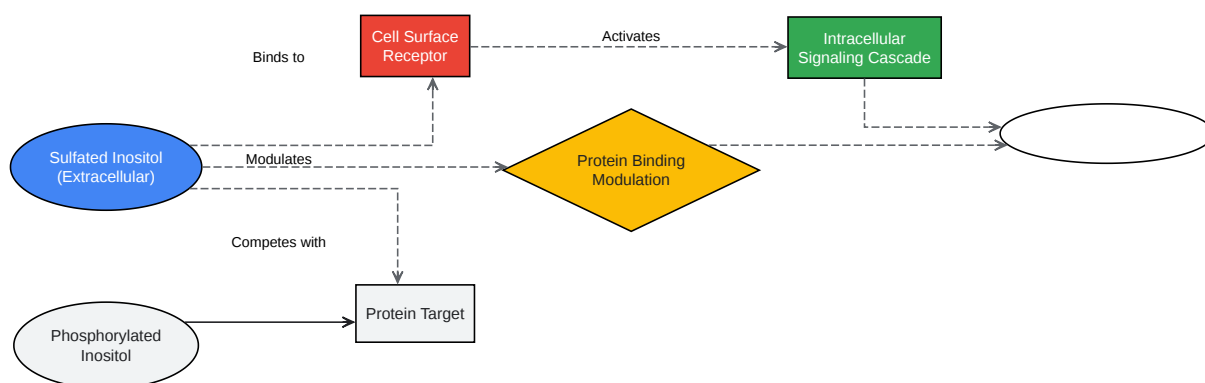 Cell Surface
Receptor
Activates
Intracellular
Signaling Cascade
Binds to
Sulfated Inositol
(Extracellular)
Modulates
Protein Binding
Modulation
Competes with
Protein Target
Phosphorylated
Inositol